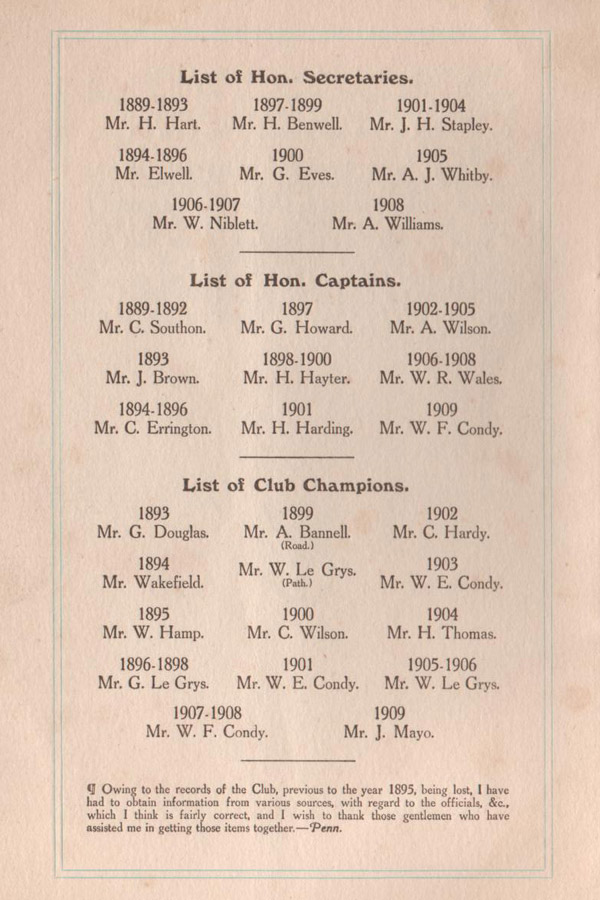 List of Hon. Secretaries.
1889-1893 1897-1899 1901-1904
Mr. H. Hart. Mr. H. Benwell. Mr. J. H. Stapley.
1894-1896 1900 1905
Mr. Elwell. Mr. G. Eves. Mr. A. J. Whitby.
1906-1907 1908
Mr. W. Niblett. Mr. A. Williams.
List of Hon. Captains.
1889-1892 1897 1902-1905
Mr. C. Southon. Mr. G. Howard. Mr. A. Wilson.
1893 1898-1900 1906-1908
Mr. J. Brown. Mr. H. Hayter. Mr. W. R. Wales.
1894-1896 1901 1909
Mr. C. Errington. Mr. H. Harding. Mr. W. F. Condy.
List of Club Champions.
1893 1899 1902
Mr. G. Douglas. Mr. A. Bannell. Mr. C. Hardy.
(Road.)
1894 Mr. W. Le Grys. 1903
Mr. Wakefield. (Path.) Mr. W. E. Condy.
1895 1900 1904
Mr. W. Hamp. Mr. C. Wilson. Mr. H. Thomas.
1896-1898 1901 1905-1906
Mr. G. Le Grys. Mr. W. E. Condy. Mr. W. Le Grys.
1907-1908 1909
Mr. W. F. Condy. Mr. J. Mayo.
¶ Owing to the records of the Club, previous to the year 1895, being lost, I have
had to obtain information from various sources, with regard to the officials, &c.,
which I think is fairly correct, and I wish to thank those gentlemen who have
assisted me in getting those items together.—Penn.